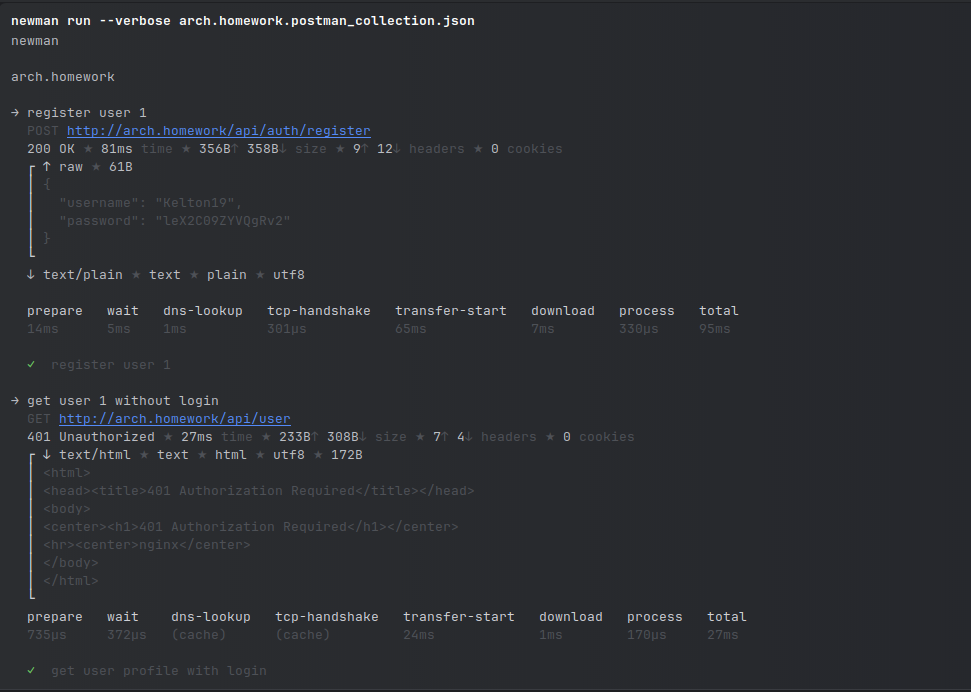 newman run --verbose arch.homework.postman_collection.json
newman
arch.homework
→ register user 1
POST http://arch.homework/api/auth/register
200 OK ★ 81ms time ★ 356B↑ 358B↓ size ★ 9↑ 12↓ headers ★ 0 cookies
┌ ↑ raw ★ 61B
│ {
│   "username": "Kelton19",
│   "password": "leX2C09ZYVQgRv2"
│ }
└
↓ text/plain ★ text ★ plain ★ utf8
prepare   wait   dns-lookup   tcp-handshake   transfer-start   download   process   total
14ms   5ms   1ms   301µs   65ms   7ms   330µs   95ms
✓  register user 1
→ get user 1 without login
GET http://arch.homework/api/user
401 Unauthorized ★ 27ms time ★ 233B↑ 308B↓ size ★ 7↑ 4↓ headers ★ 0 cookies
┌ ↓ text/html ★ text ★ html ★ utf8 ★ 172B
│ <html>
│ <head><title>401 Authorization Required</title></head>
│ <body>
│ <center><h1>401 Authorization Required</h1></center>
│ <hr><center>nginx</center>
│ </body>
│ </html>
└
prepare   wait   dns-lookup   tcp-handshake   transfer-start   download   process   total
735µs   372µs   (cache)   (cache)   24ms   1ms   170µs   27ms
✓  get user profile with login